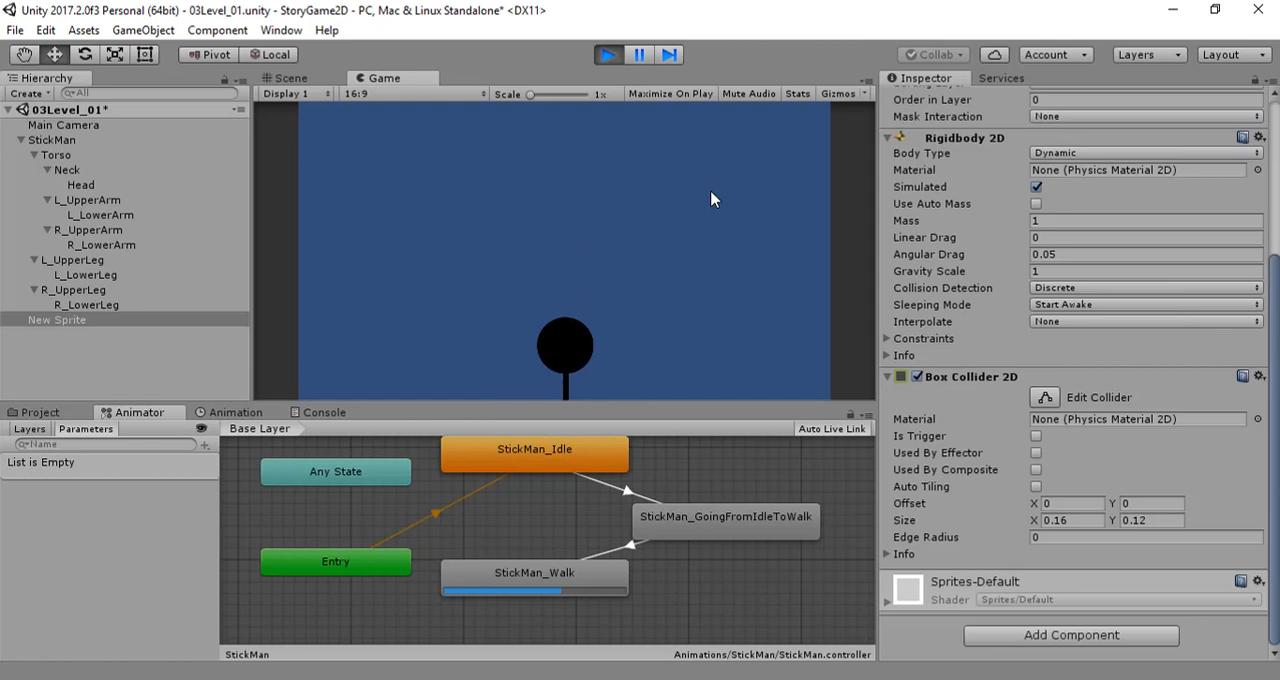 Unity 2017.2.0f3 Personal (64bit) - 03Level_01.unity - StoryGame2D - PC, Mac & Linux Standalone* <DX11>
File Edit Assets GameObject Component Window Help
Pivot Local Collab Account Layers Layout
Hierarchy Scene Game Inspector Services
Create All Display 1 16:9 Scale 1x Maximize On Play Mute Audio Stats Gizmos
Order in Layer 0
03Level_01*
Mask Interaction None
Main Camera
StickMan
Rigidbody 2D
Torso
Body Type Dynamic
Neck
Material None (Physics Material 2D)
Head
Simulated
L_UpperArm
Use Auto Mass
L_LowerArm
Mass 1
R_UpperArm
Linear Drag 0
R_LowerArm
Angular Drag 0.05
L_UpperLeg
Gravity Scale 1
L_LowerLeg
Collision Detection Discrete
R_UpperLeg
Sleeping Mode Start Awake
R_LowerLeg
Interpolate None
New Sprite
Constraints
Info
Box Collider 2D
Edit Collider
Project Animator Animation Console
Material None (Physics Material 2D)
Layers Parameters Base Layer Auto Live Link
Is Trigger
Name
Used By Effector
List is Empty
Used By Composite
Any State
Auto Tiling
StickMan_Idle
Offset X 0 Y 0
StickMan_GoingFromIdleToWalk
Size X 0.16 Y 0.12
Edge Radius 0
Entry
Info
StickMan_Walk
Sprites-Default
Shader Sprites/Default
Add Component
StickMan Animations/StickMan/StickMan.controller